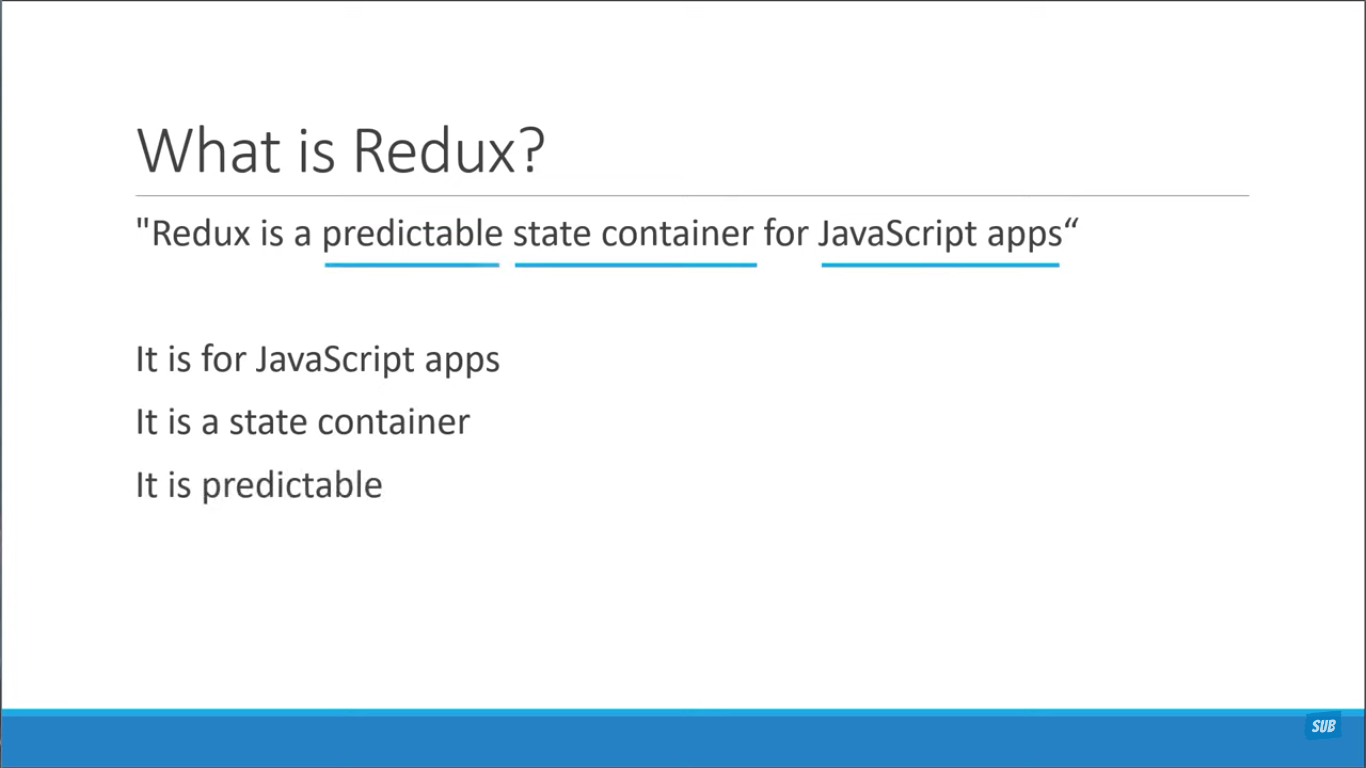 What is Redux?
"Redux is a predictable state container for JavaScript apps“
It is for JavaScript apps
It is a state container
It is predictable
SUB